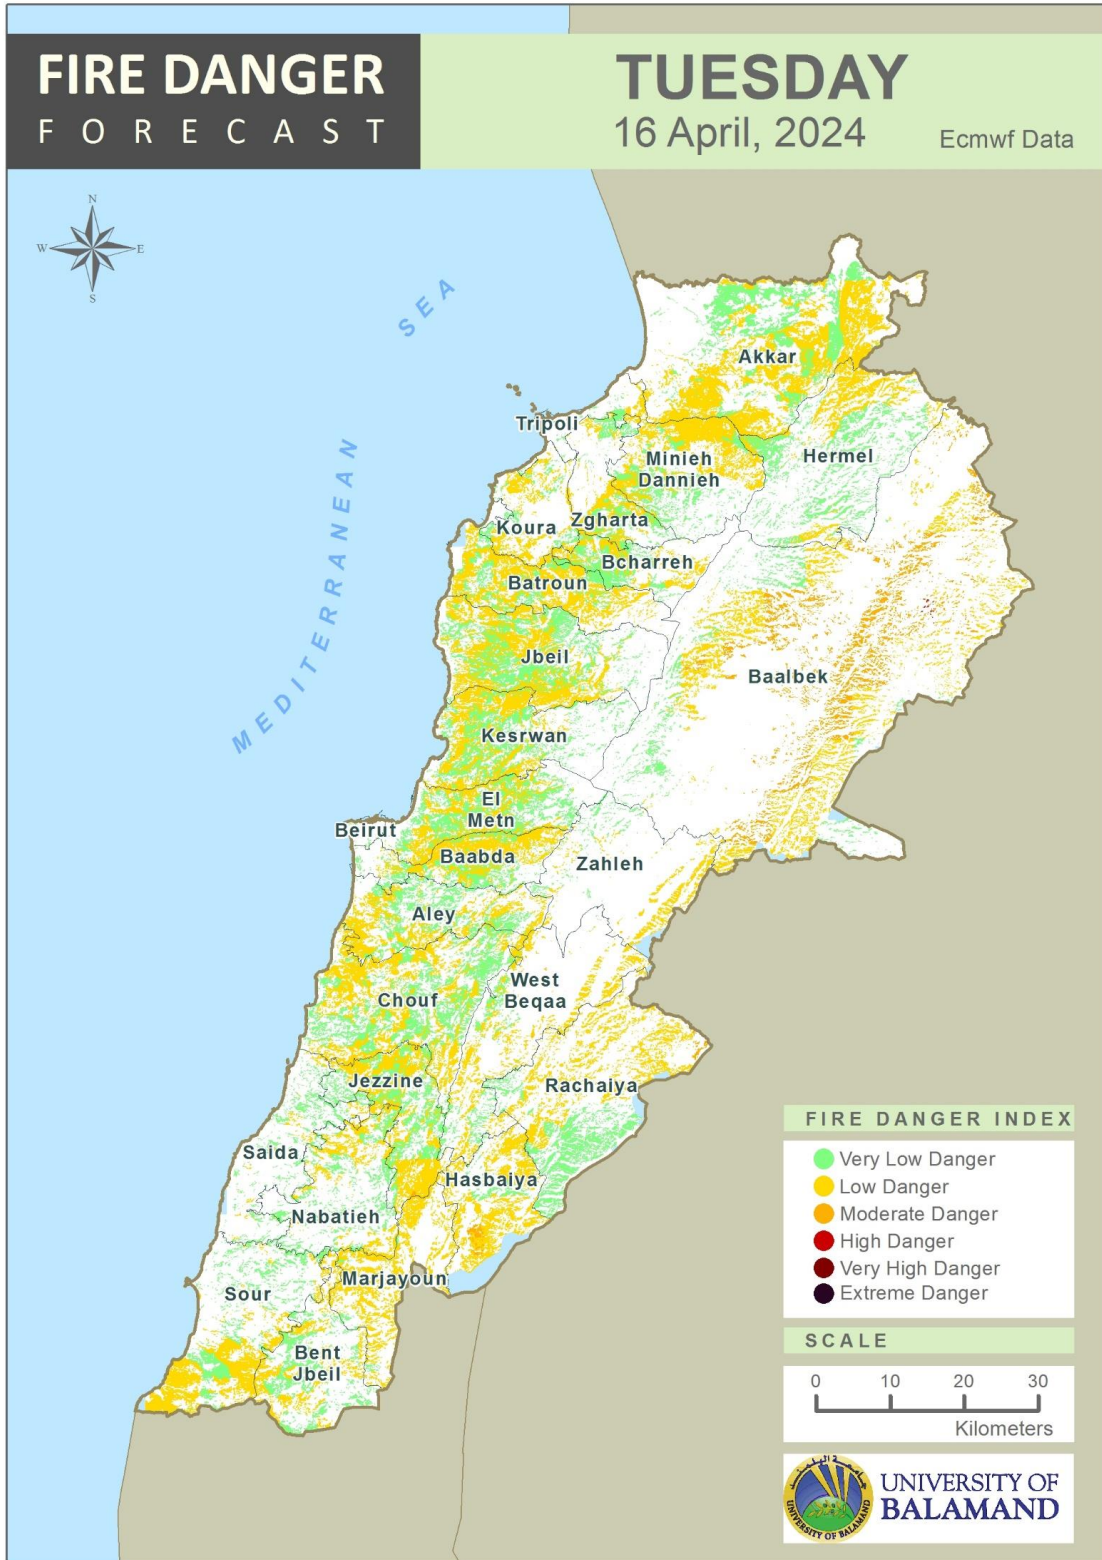 FIRE DANGER
FORECAST
TUESDAY
16 April, 2024
Ecmwf Data
N
W
E
S
MEDITERRANEAN
SEA
Akkar
Tripoli
Minieh
Dannieh
Hermel
Koura
Zgharta
Bcharreh
Batroun
Jbeil
Baalbek
Kesrwan
El
Metn
Beirut
Baabda
Zahleh
Aley
West
Beqaa
Chouf
Jezzine
Rachaiya
Saida
Hasbaiya
Nabatieh
Marjayoun
Sour
Bent
Jbeil
FIRE DANGER INDEX
Very Low Danger
Low Danger
Moderate Danger
High Danger
Very High Danger
Extreme Danger
SCALE
0 10 20 30
Kilometers
UNIVERSITY OF BALAMAND
UNIVERSITY OF
BALAMAND